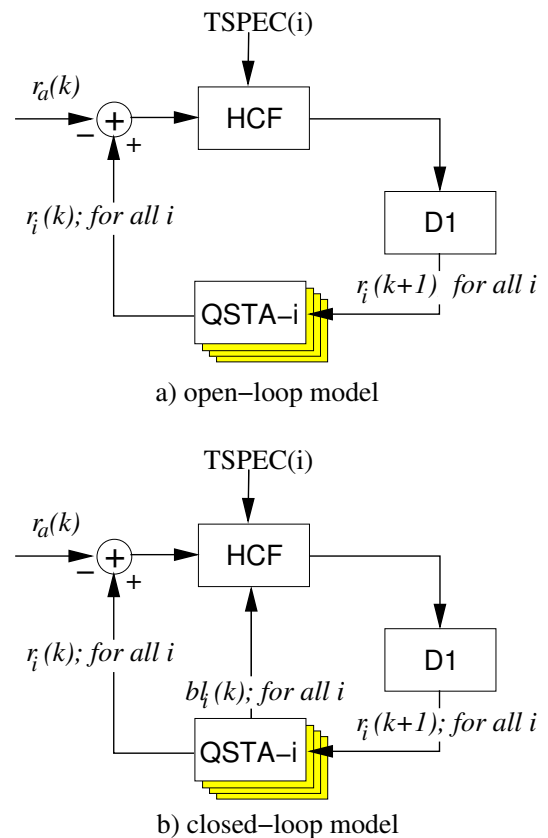 TSPEC(i)
r_a(k)
− + +
HCF
r_i(k); for all i
D1
r_i(k+1) for all i
QSTA−i
a) open−loop model
TSPEC(i)
r_a(k)
− + +
HCF
r_i(k); for all i
D1
bl_i(k); for all i
r_i(k+1); for all i
QSTA−i
b) closed−loop model